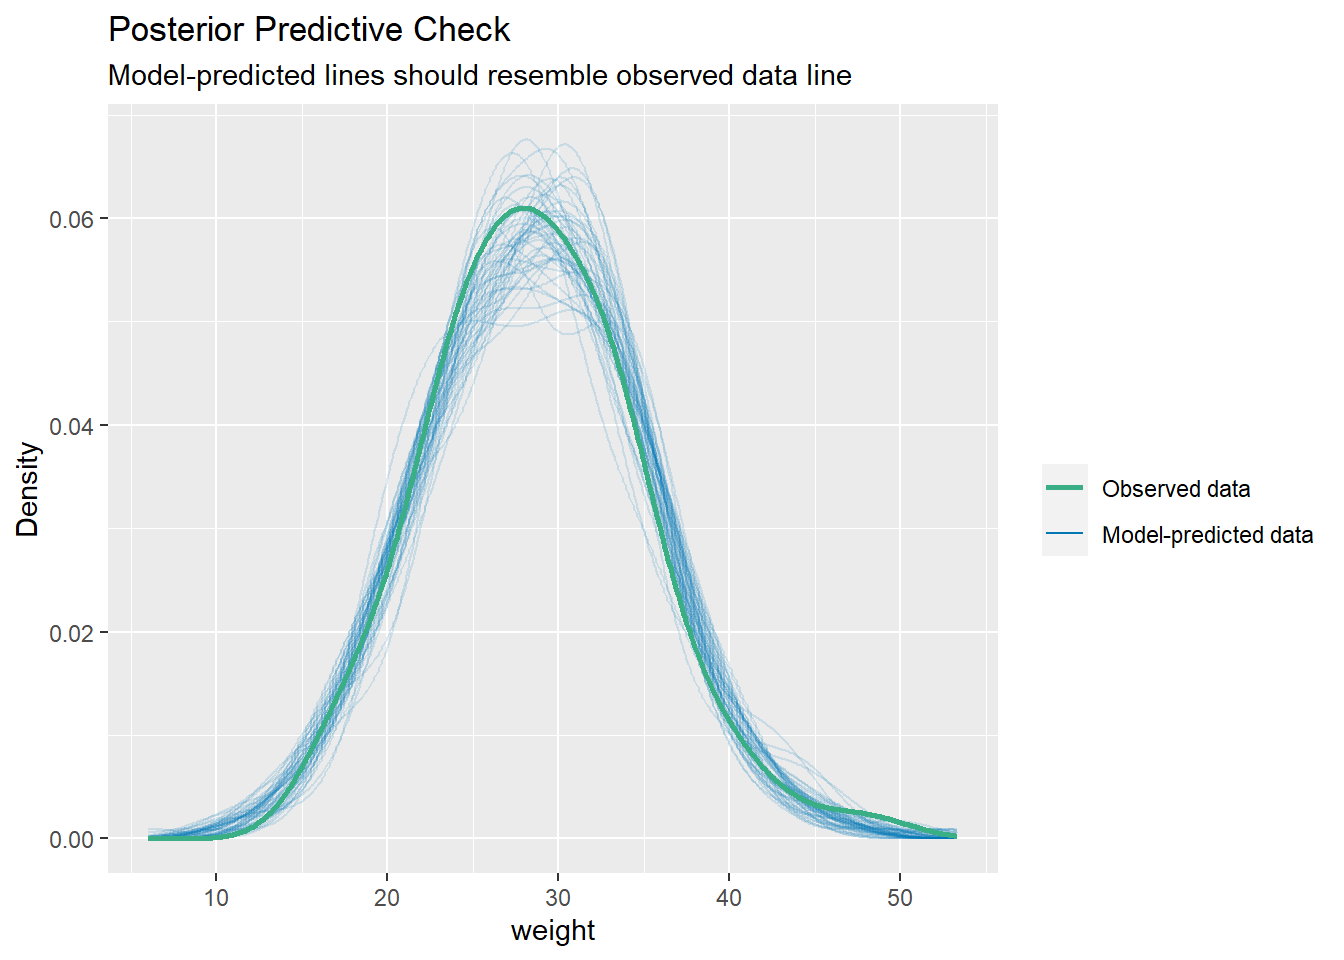 Posterior Predictive Check
Model-predicted lines should resemble observed data line
Density
0.06
0.04
0.02
0.00
10 20 30 40 50
weight
Observed data
Model-predicted data